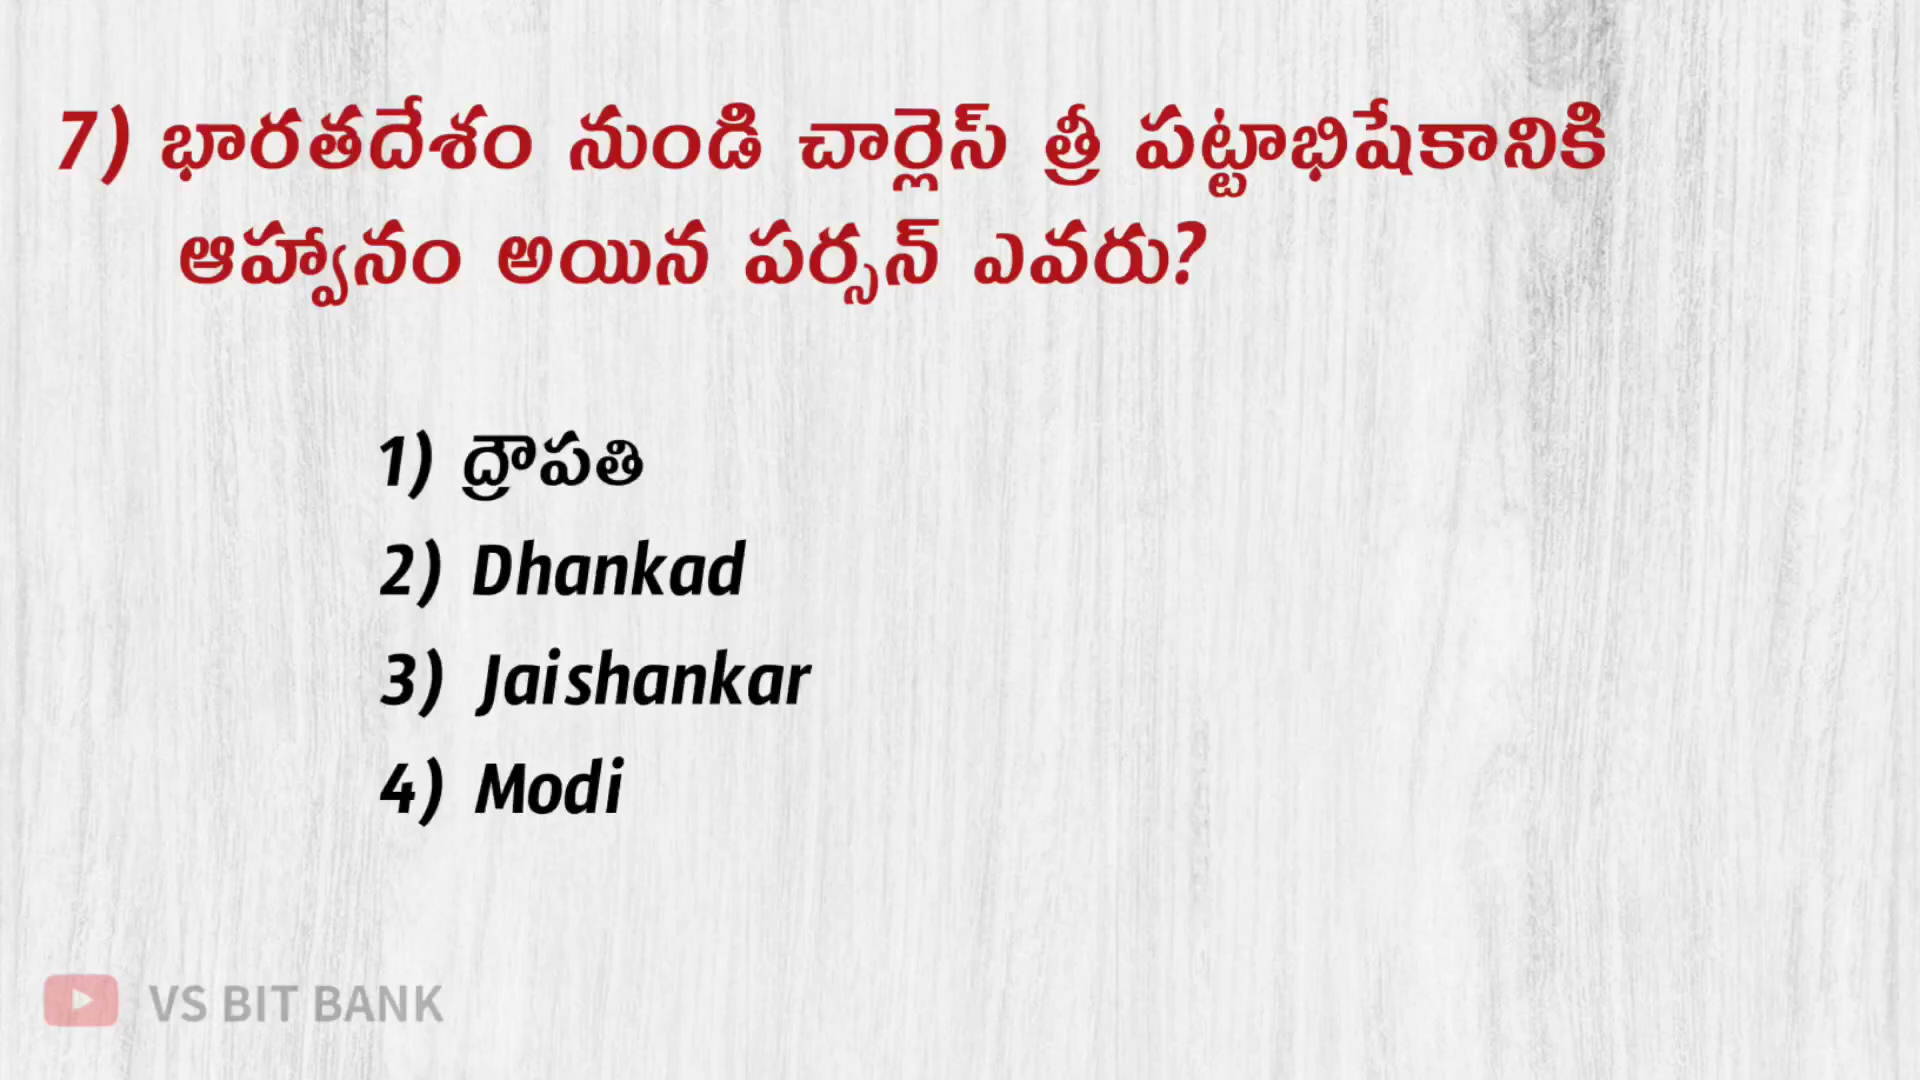 7) భారతదేశం నుండి చార్లెస్ త్రీ పట్టాభిషేకానికి
ఆహ్వానం అయిన పర్సన్ ఎవరు?
1) ద్రౌపతి
2) Dhankad
3) Jaishankar
4) Modi
VS BIT BANK